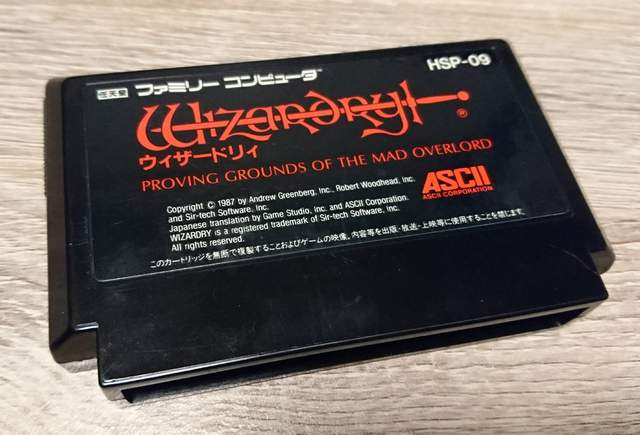 任天堂 ファミリー コンピュータ HSP-09
Wizardry
®
ウィザードリィ
PROVING GROUNDS OF THE MAD OVERLORD
Copyright © 1987 by Andrew Greenberg, Inc., Robert Woodhead, Inc.
and Sir-tech Software, Inc.
Japanese translation by Game Studio, Inc. and ASCII Corporation.
WIZARDRY is a registered trademark of Sir-tech Software, Inc.
All rights reserved.
ASCII
ASCII CORPORATION
このカートリッジを無断で複製することおよびゲームの映像、内容等を出版・放送・上映等に使用することを禁じます。